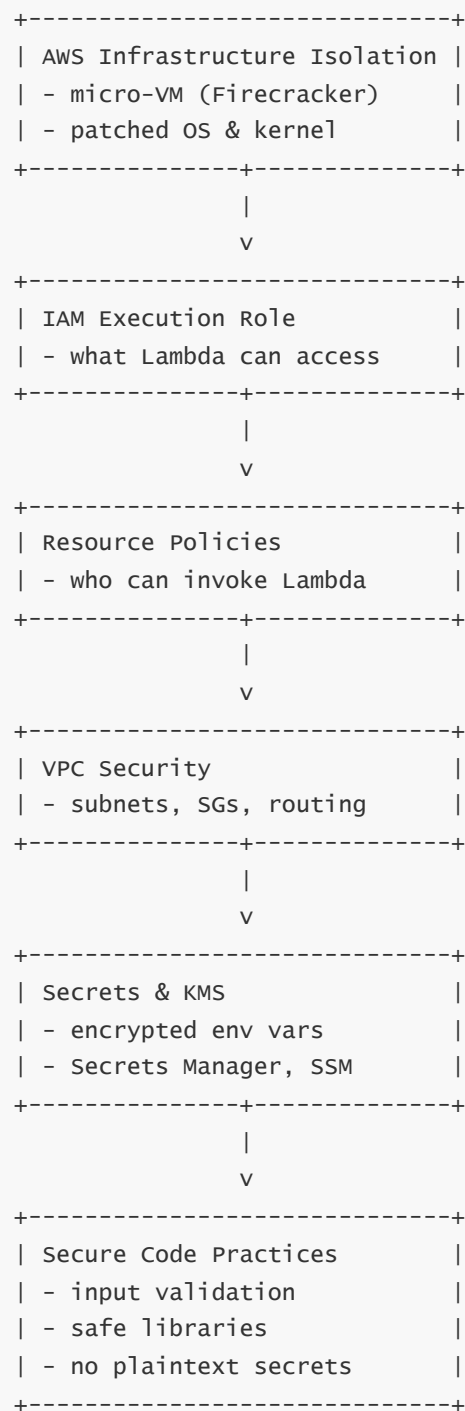 +------------------------------+
| AWS Infrastructure Isolation |
| - micro-VM (Firecracker)     |
| - patched OS & kernel        |
+---------------+--------------+
                |
                v
+------------------------------+
| IAM Execution Role           |
| - what Lambda can access     |
+---------------+--------------+
                |
                v
+------------------------------+
| Resource Policies            |
| - who can invoke Lambda      |
+---------------+--------------+
                |
                v
+------------------------------+
| VPC Security                 |
| - subnets, SGs, routing      |
+---------------+--------------+
                |
                v
+------------------------------+
| Secrets & KMS                |
| - encrypted env vars         |
| - Secrets Manager, SSM       |
+---------------+--------------+
                |
                v
+------------------------------+
| Secure Code Practices        |
| - input validation           |
| - safe libraries             |
| - no plaintext secrets       |
+------------------------------+